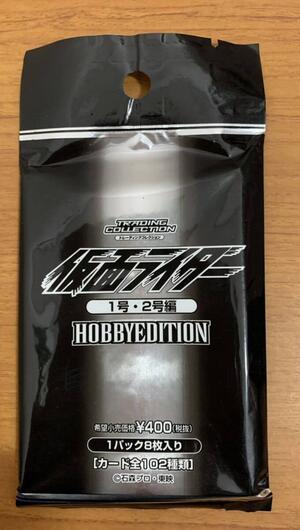 TRADING
COLLECTION
トレーディングコレクション
仮面ライダー
1号・2号編
HOBBYEDITION
希望小売価格 ¥400(税抜)
1パック8枚入り
【カード全102種類】
©石森プロ・東映